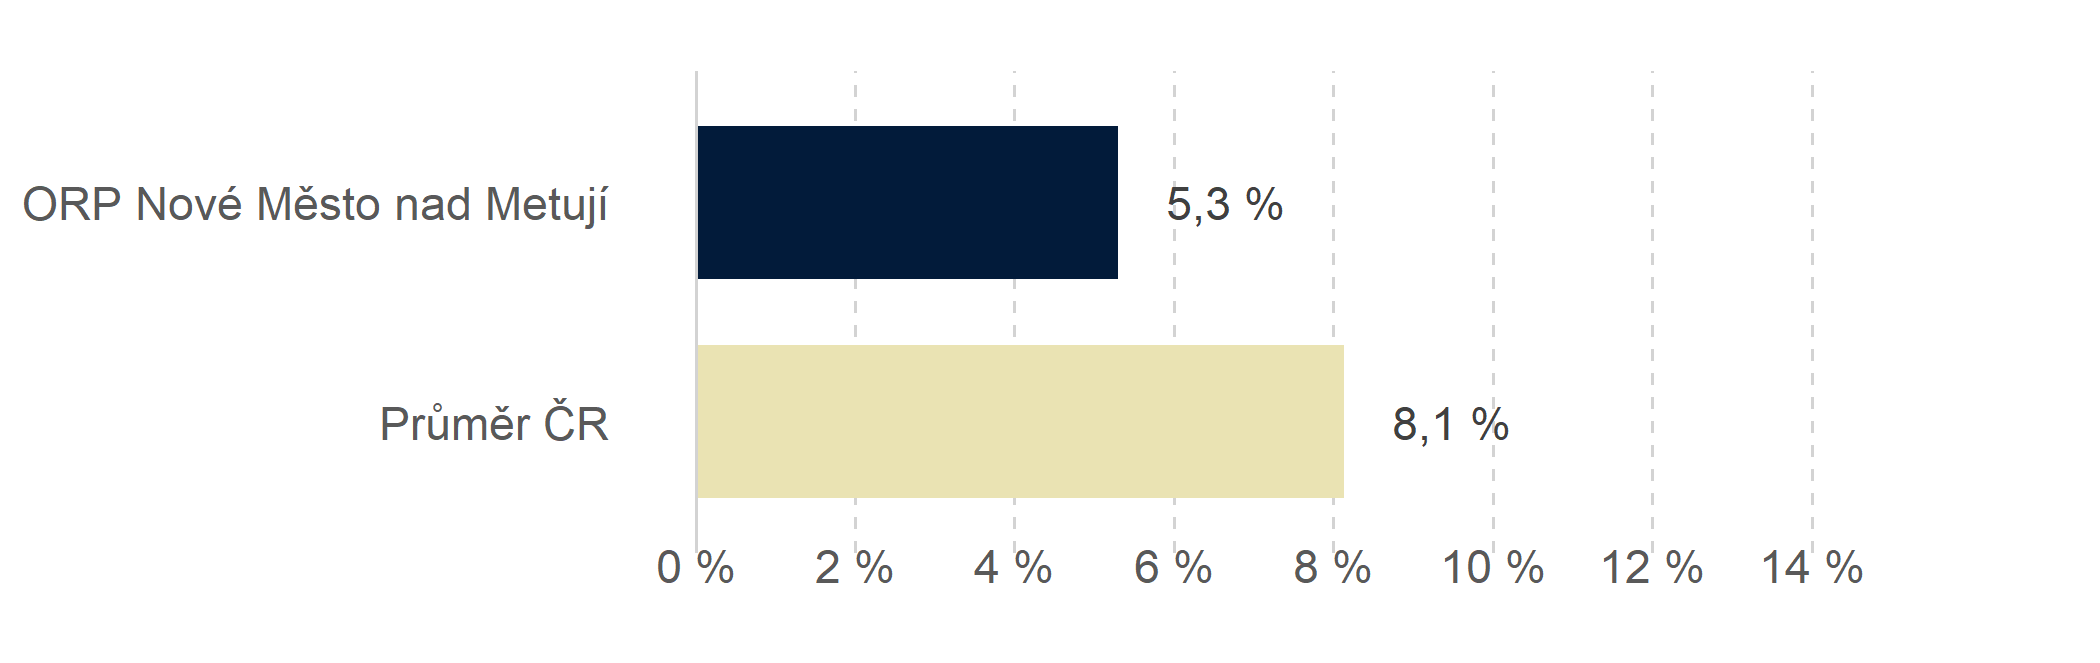 ORP Nové Město nad Metují
5,3 %
Průměr ČR
8,1 %
0 % 2 % 4 % 6 % 8 % 10 % 12 % 14 %